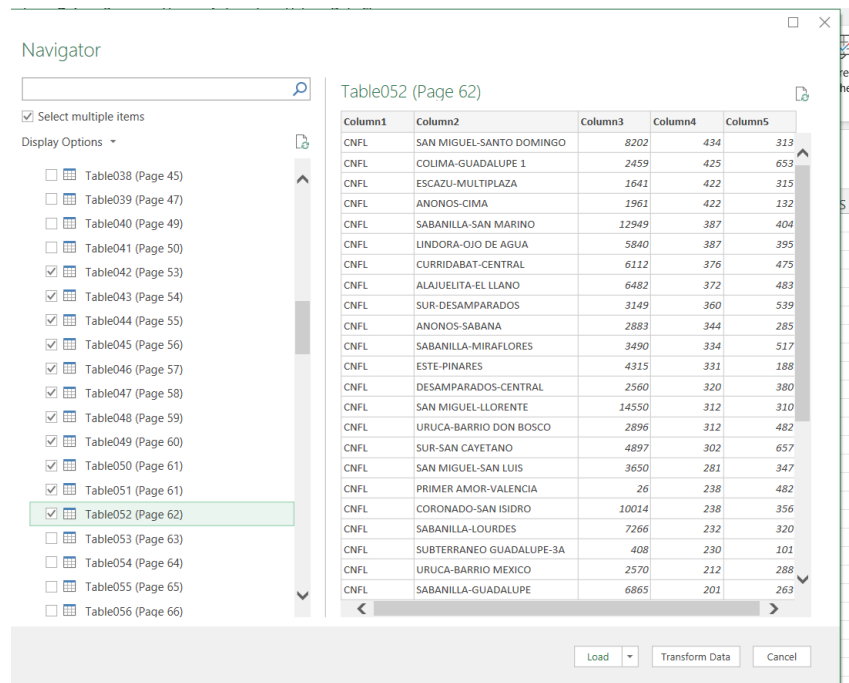 Navigator
Select multiple items
Display Options
Table038 (Page 45)
Table039 (Page 47)
Table040 (Page 49)
Table041 (Page 50)
Table042 (Page 53)
Table043 (Page 54)
Table044 (Page 55)
Table045 (Page 56)
Table046 (Page 57)
Table047 (Page 58)
Table048 (Page 59)
Table049 (Page 60)
Table050 (Page 61)
Table051 (Page 61)
Table052 (Page 62)
Table053 (Page 63)
Table054 (Page 64)
Table055 (Page 65)
Table056 (Page 66)
Table052 (Page 62)
Column1 Column2 Column3 Column4 Column5
CNFL SAN MIGUEL-SANTO DOMINGO 8202 434 313
CNFL COLIMA-GUADALUPE 1 2459 425 653
CNFL ESCAZU-MULTIPLAZA 1641 422 315
CNFL ANONOS-CIMA 1961 422 132
CNFL SABANILLA-SAN MARINO 12949 387 404
CNFL LINDORA-OJO DE AGUA 5840 387 395
CNFL CURRIDABAT-CENTRAL 6112 376 475
CNFL ALAJUELITA-EL LLANO 6482 372 483
CNFL SUR-DESAMPARADOS 3149 360 539
CNFL ANONOS-SABANA 2883 344 285
CNFL SABANILLA-MIRAFLORES 3490 334 517
CNFL ESTE-PINARES 4315 331 188
CNFL DESAMPARADOS-CENTRAL 2560 320 380
CNFL SAN MIGUEL-LLORENTE 14550 312 310
CNFL URUCA-BARRIO DON BOSCO 2896 312 482
CNFL SUR-SAN CAYETANO 4897 302 657
CNFL SAN MIGUEL-SAN LUIS 3650 281 347
CNFL PRIMER AMOR-VALENCIA 26 238 482
CNFL CORONADO-SAN ISIDRO 10014 238 356
CNFL SABANILLA-LOURDES 7266 232 320
CNFL SUBTERRANEO GUADALUPE-3A 408 230 101
CNFL URUCA-BARRIO MEXICO 2570 212 288
CNFL SABANILLA-GUADALUPE 6865 201 263
Load Transform Data Cancel